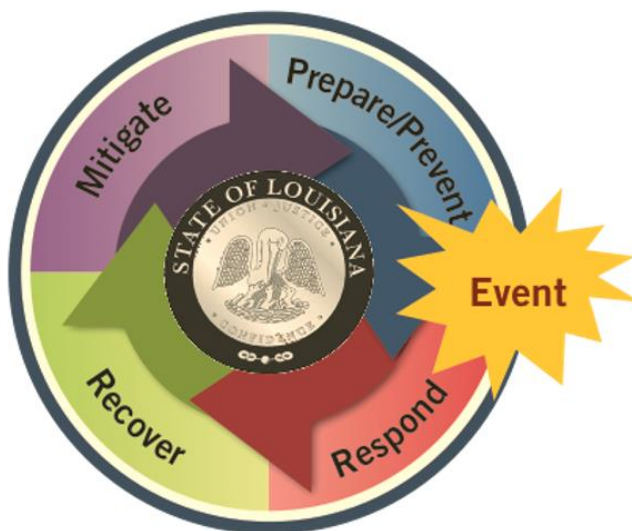 Mitigate
Prepare/Prevent
STATE OF LOUISIANA
UNION · JUSTICE
CONFIDENCE
Event
Recover
Respond